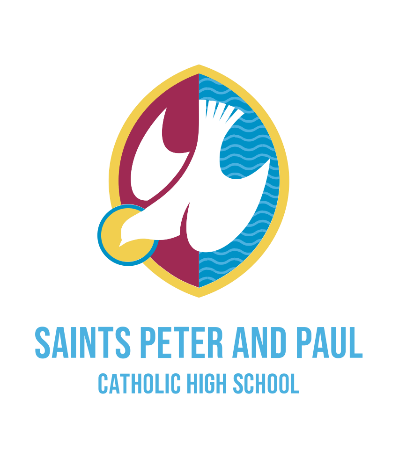 SAINTS PETER AND PAUL
CATHOLIC HIGH SCHOOL